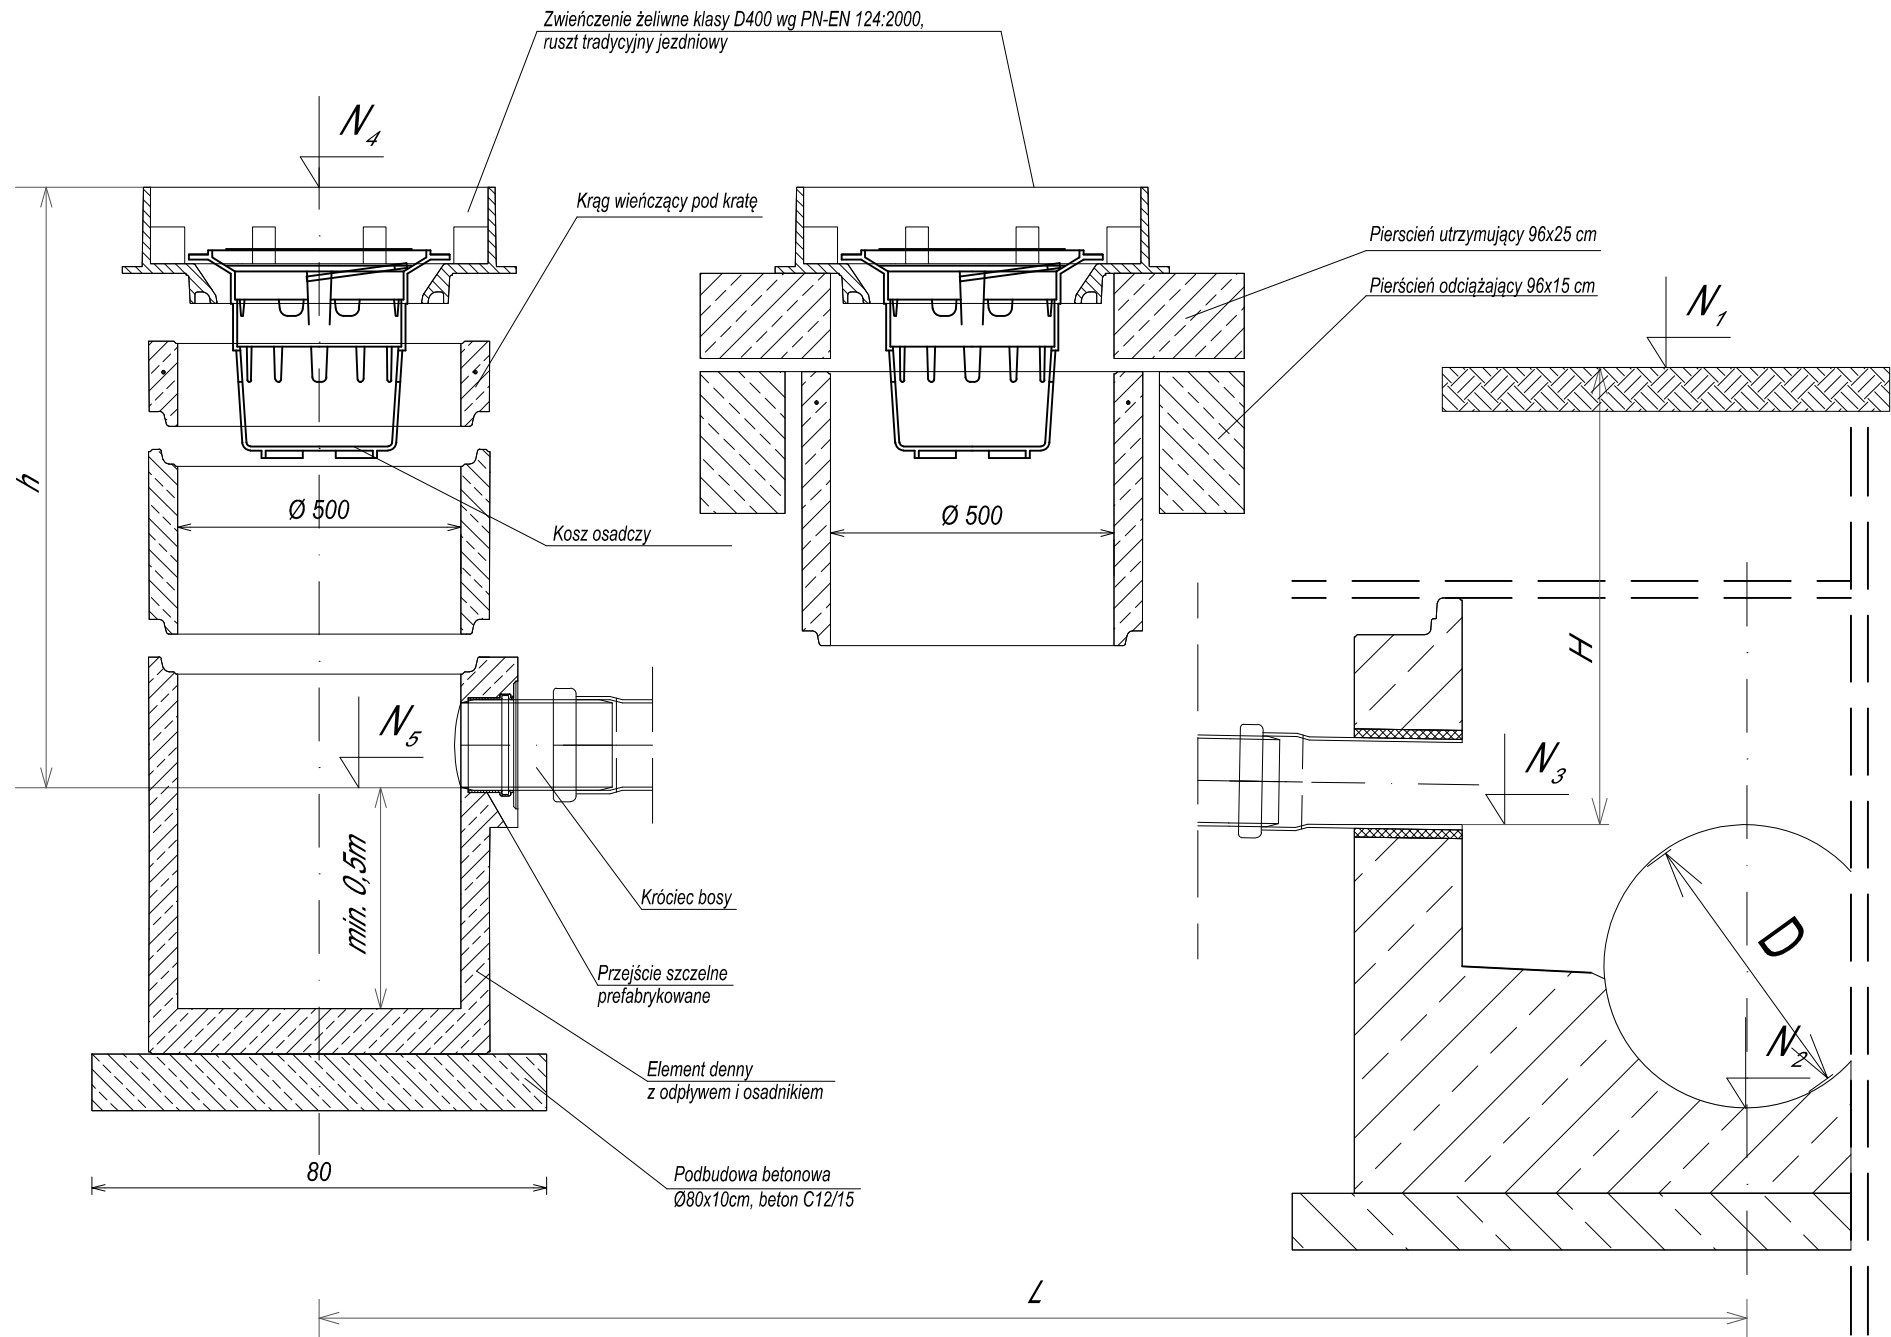 Zwieńczenie żeliwne klasy D400 wg PN-EN 124:2000,
ruszt tradycyjny jezdniowy
N4
Krąg wieńczący pod kratę
Pierscień utrzymujący 96x25 cm
Pierścień odciążający 96x15 cm
N1
h
Ø 500
Ø 500
Kosz osadczy
H
N5
N3
min. 0,5m
Króciec bosy
D
Przejście szczelne
prefabrykowane
N2
Element denny
z odpływem i osadnikiem
80
Podbudowa betonowa
Ø80x10cm, beton C12/15
L